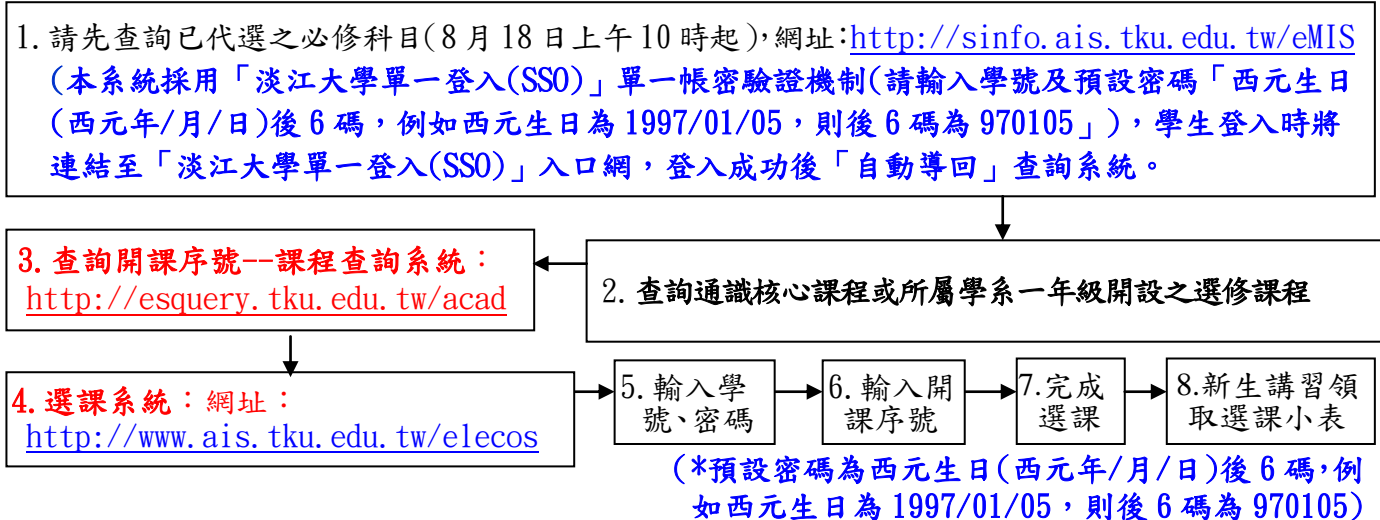 1.請先查詢已代選之必修科目(8月18日上午10時起),網址:http://sinfo.ais.tku.edu.tw/eMIS
(本系統採用「淡江大學單一登入(SSO)」單一帳密驗證機制(請輸入學號及預設密碼「西元生日
(西元年/月/日)後6碼，例如西元生日為1997/01/05，則後6碼為970105」)，學生登入時將
連結至「淡江大學單一登入(SSO)」入口網，登入成功後「自動導回」查詢系統。
2.查詢通識核心課程或所屬學系一年級開設之選修課程
3.查詢開課序號--課程查詢系統：
http://esquery.tku.edu.tw/acad
4.選課系統：網址：
http://www.ais.tku.edu.tw/elecos
5.輸入學
號、密碼
6.輸入開
課序號
7.完成
選課
8.新生講習領
取選課小表
(*預設密碼為西元生日(西元年/月/日)後6碼,例
如西元生日為1997/01/05，則後6碼為970105)